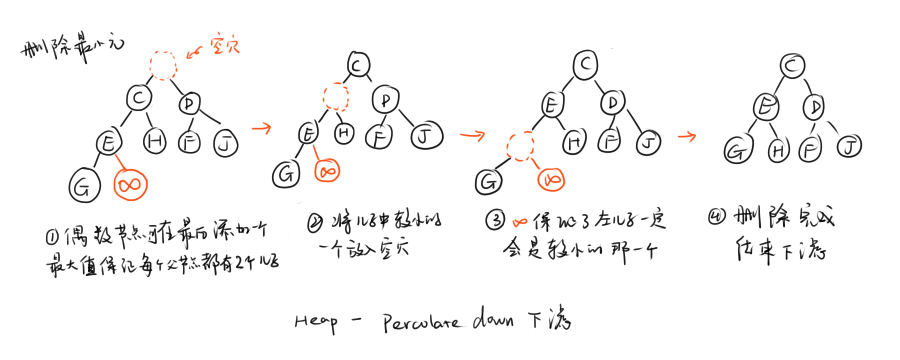 删除最小元
空穴
C D E H F J G ∞
C D E H F J G ∞
C E D H F J G ∞
C E D G H F J
①偶数节点可在最后添加一个
最大值保证每个父节点都有2个儿子
②将儿子中较小的
一个放入空穴
③∞保证了左儿子一定
会是较小的那一个
④删除完成
结束下滤
Heap - Percolate down 下滤